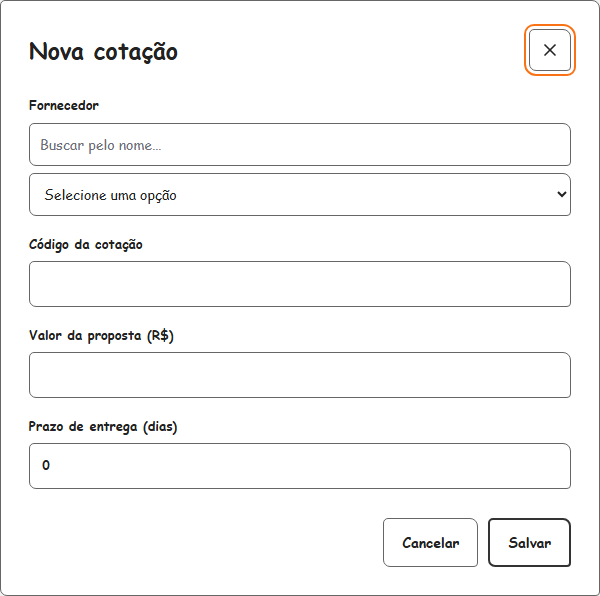 Nova cotação
Fornecedor
Buscar pelo nome...
Selecione uma opção
Código da cotação
Valor da proposta (R$)
Prazo de entrega (dias)
0
Cancelar
Salvar